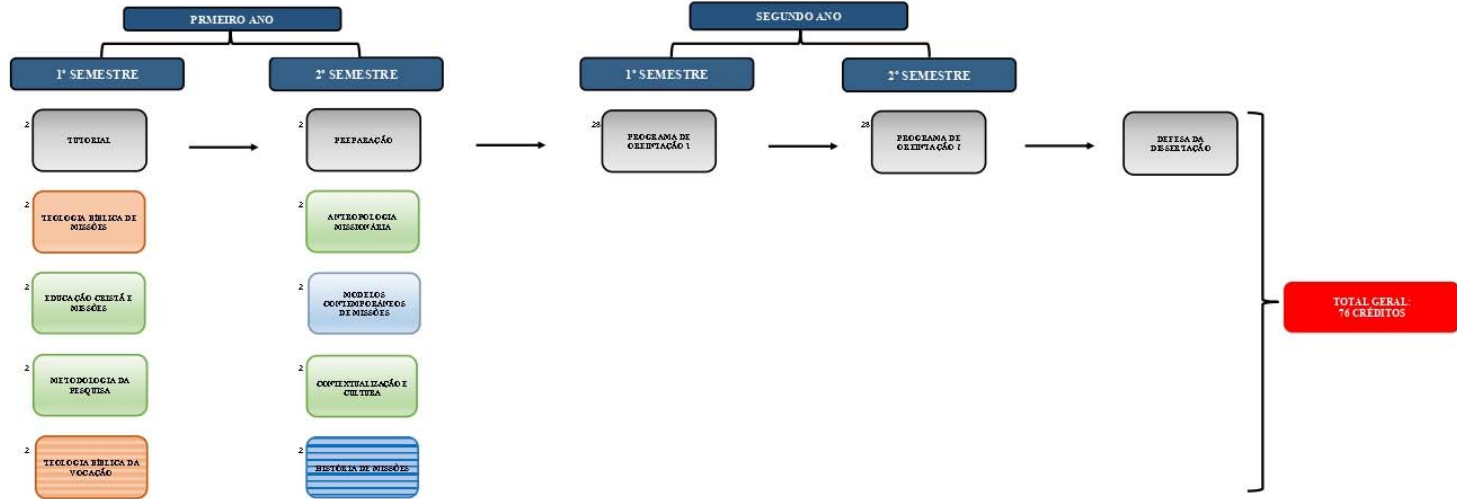 PRMEIRO ANO
SEGUNDO ANO
1º SEMESTRE
2º SEMESTRE
1º SEMESTRE
2º SEMESTRE
2
TUTORIAL
2
PREPARAÇÃO
28
PROGRAMA DE
OREINTAÇÃO 1
28
PROGRAMA DE
OREINTAÇÃO 2
DEFESA DA
DISSERTAÇÃO
2
TEOLOGIA BÍBLICA DE
MISSÕES
2
ANTROPOLOGIA
MISSIONÁRIA
2
EDUCAÇÃO CRISTÃ E
MISSÕES
2
MODELOS
CONTEMPORÂNEOS
DE MISSÕES
TOTAL GERAL:
76 CRÉDITOS
2
METODOLOGIA DA
PESQUISA
2
CONTEXTUALIZAÇÃO E
CULTURA
2
TEOLOGIA BÍBLICA DA
VOCAÇÃO
2
HISTÓRIA DE MISSÕES